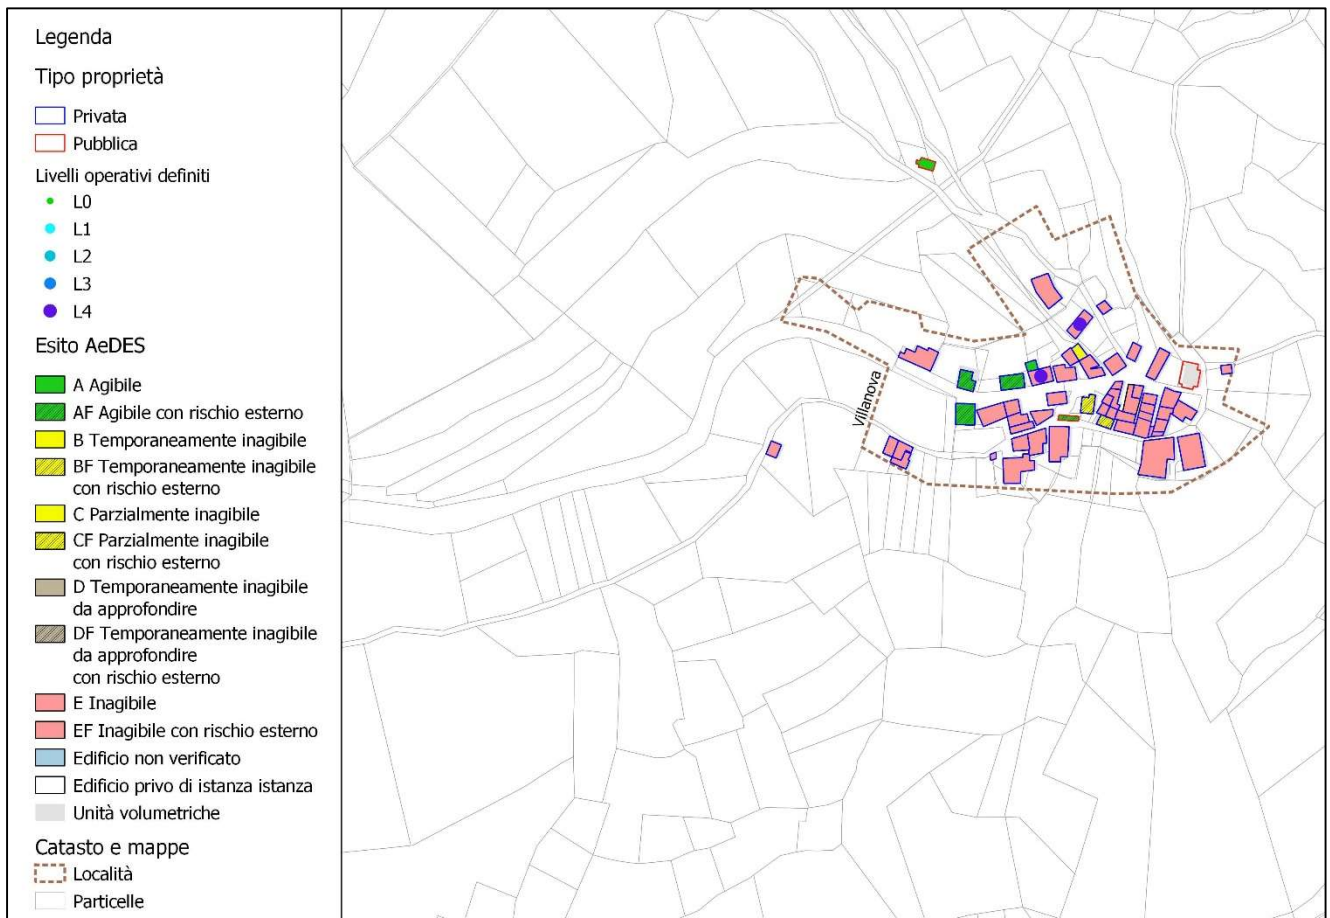 Legenda
Tipo proprietà
Privata
Pubblica
Livelli operativi definiti
L0
L1
L2
L3
L4
Esito AeDES
A Agibile
AF Agibile con rischio esterno
B Temporaneamente inagibile
BF Temporaneamente inagibile
con rischio esterno
C Parzialmente inagibile
CF Parzialmente inagibile
con rischio esterno
D Temporaneamente inagibile
da approfondire
DF Temporaneamente inagibile
da approfondire
con rischio esterno
E Inagibile
EF Inagibile con rischio esterno
Edificio non verificato
Edificio privo di istanza istanza
Unità volumetriche
Catasto e mappe
Località
Particelle
Villanova